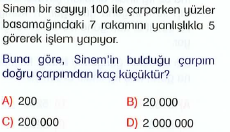 Sinem bir sayıyı 100 ile çarparken yüzler
basamağındaki 7 rakamını yanlışlıkla 5
görerek işlem yapıyor.
Buna göre, Sinem'in bulduğu çarpım
doğru çarpımdan kaç küçüktür?
A) 200 B) 20 000
C) 200 000 D) 2 000 000